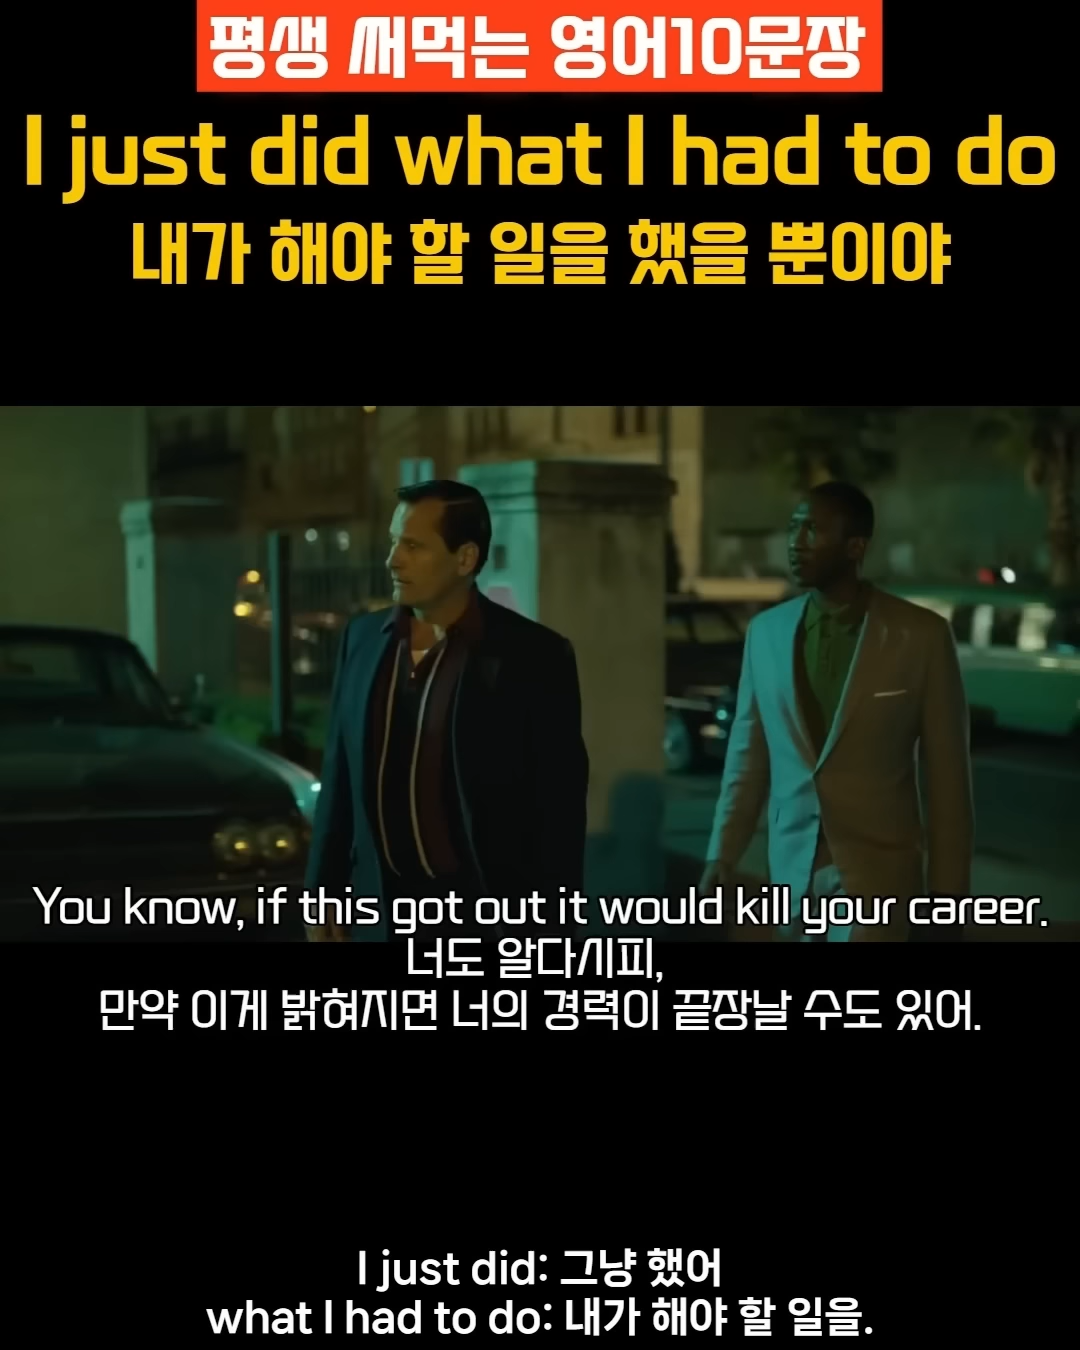 평생 써먹는 영어10문장
I just did what I had to do
내가 해야 할 일을 했을 뿐이야
You know, if this got out it would kill your career.
너도 알다시피,
만약 이게 밝혀지면 너의 경력이 끝장날 수도 있어.
I just did: 그냥 했어
what I had to do: 내가 해야 할 일을.